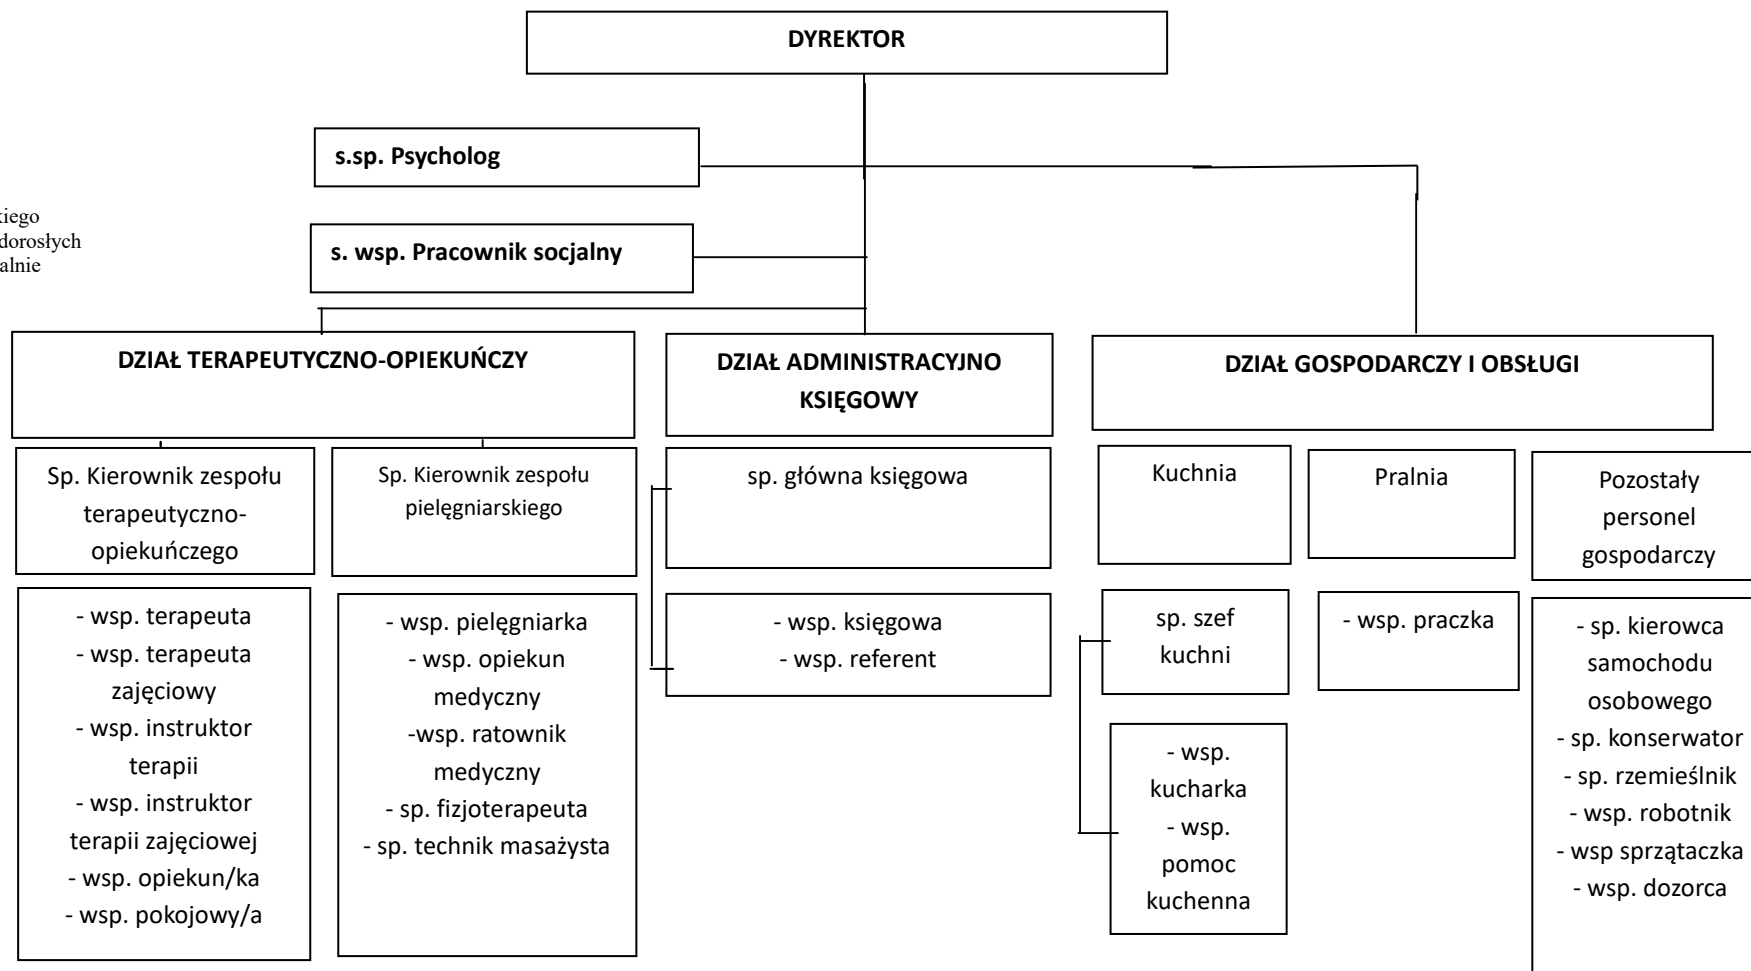 DYREKTOR
s.sp. Psycholog
dorosłych
s. wsp. Pracownik socjalny
DZIAŁ TERAPEUTYCZNO-OPIEKUŃCZY
DZIAŁ ADMINISTRACYJNO
KSIĘGOWY
DZIAŁ GOSPODARCZY I OBSŁUGI
Sp. Kierownik zespołu
terapeutyczno-
opiekuńczego
Sp. Kierownik zespołu
pielęgniarskiego
sp. główna księgowa
Kuchnia
Pralnia
Pozostały
personel
gospodarczy
- wsp. terapeuta
- wsp. terapeuta
zajęciowy
- wsp. instruktor
terapii
- wsp. instruktor
terapii zajęciowej
- wsp. opiekun/ka
- wsp. pokojowy/a
- wsp. pielęgniarka
- wsp. opiekun
medyczny
-wsp. ratownik
medyczny
- sp. fizjoterapeuta
- sp. technik masażysta
- wsp. księgowa
- wsp. referent
sp. szef
kuchni
- wsp.
kucharka
- wsp.
pomoc
kuchenna
- wsp. praczka
- sp. kierowca
samochodu
osobowego
- sp. konserwator
- sp. rzemieślnik
- wsp. robotnik
- wsp sprzątaczka
- wsp. dozorca